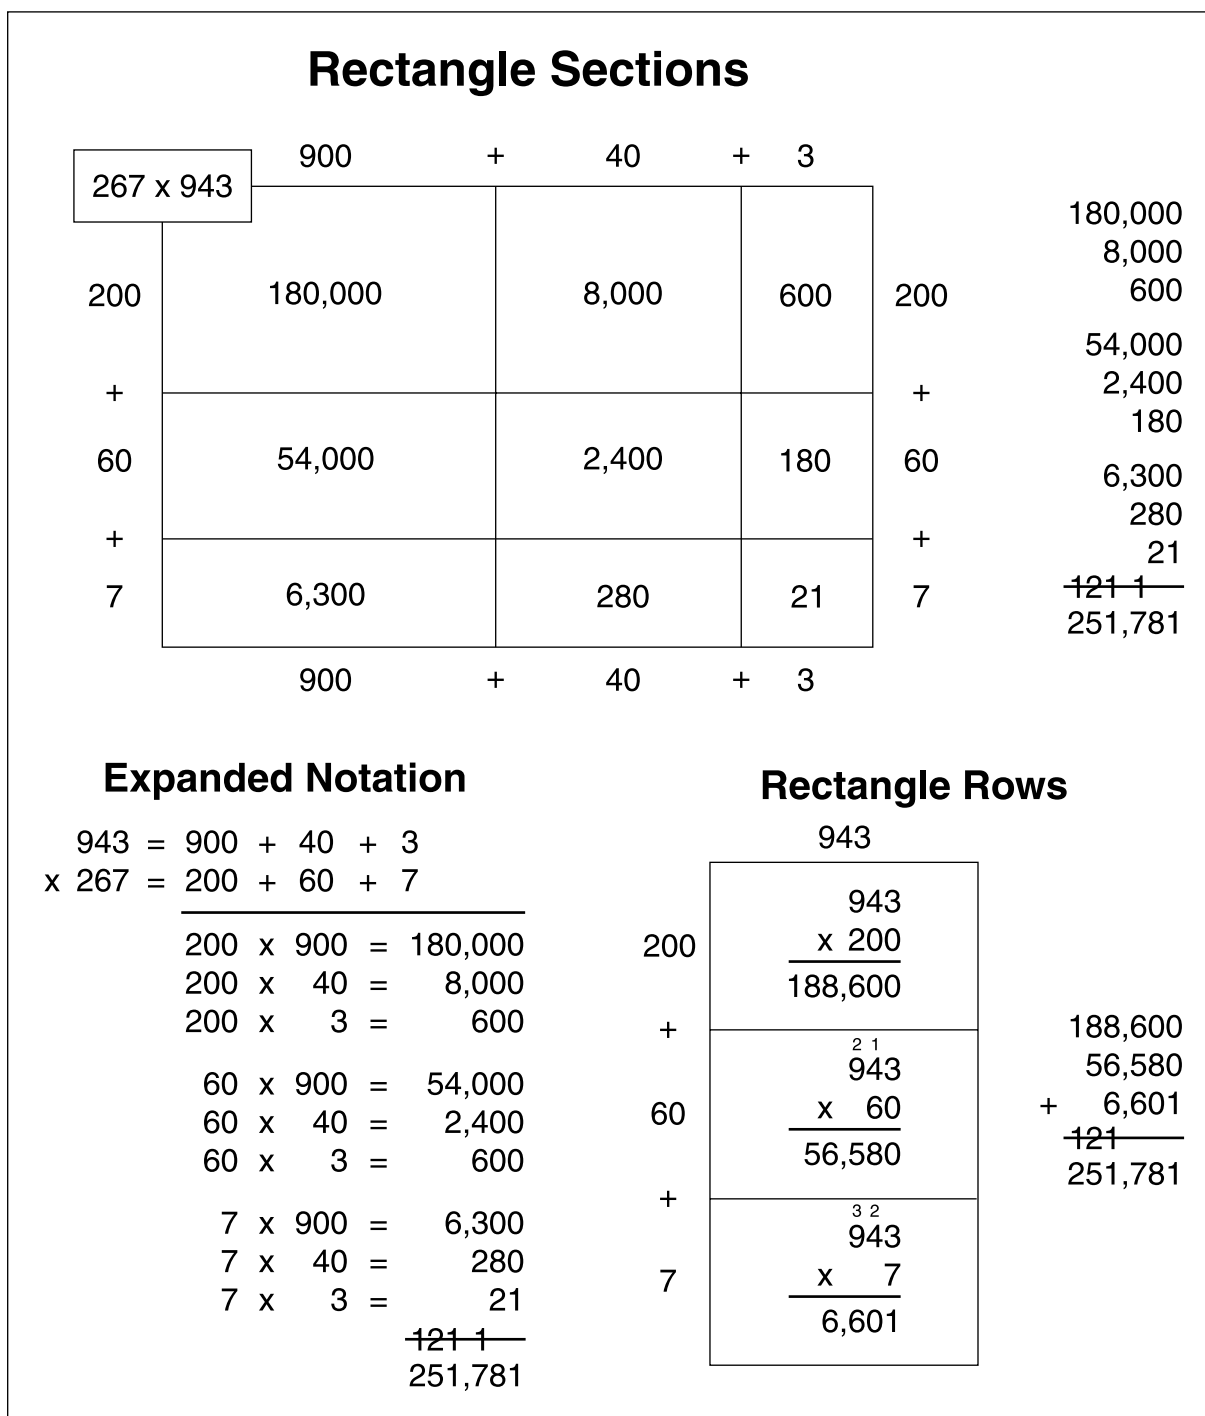 Rectangle Sections
900 + 40 + 3
267 x 943
200 180,000 8,000 600 200
+ +
60 54,000 2,400 180 60
+ +
7 6,300 280 21 7
900 + 40 + 3
180,000
8,000
600
54,000
2,400
180
6,300
280
21
121 1
251,781
Expanded Notation
943 = 900 + 40 + 3
x 267 = 200 + 60 + 7
200 x 900 = 180,000
200 x 40 = 8,000
200 x 3 = 600
60 x 900 = 54,000
60 x 40 = 2,400
60 x 3 = 600
7 x 900 = 6,300
7 x 40 = 280
7 x 3 = 21
121 1
251,781
Rectangle Rows
943
943
200 x 200
188,600
+
2 1
943
60 x 60
56,580
+
3 2
943
7 x 7
6,601
188,600
56,580
+ 6,601
121
251,781